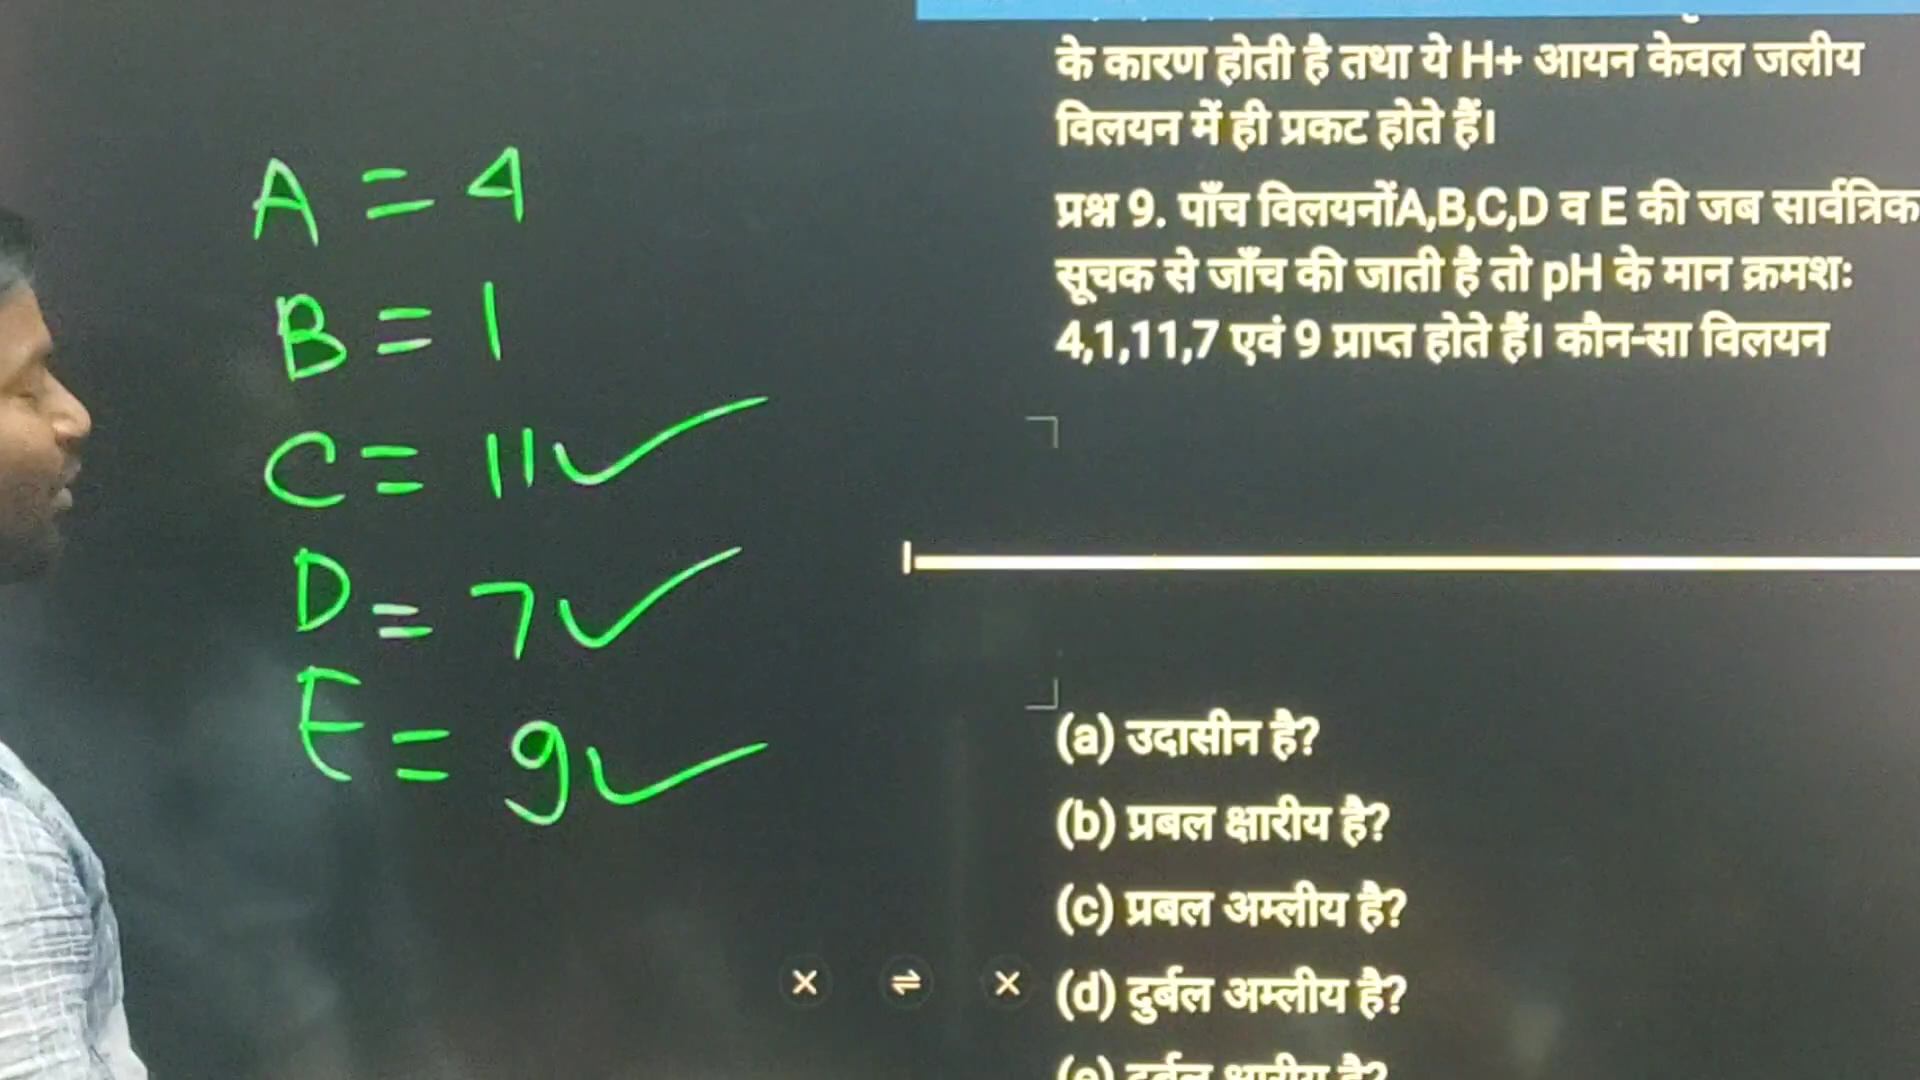 A = 4
B = 1
C = 11
D = 7
E = 9
के कारण होती है तथा ये H+ आयन केवल जलीय
विलयन में ही प्रकट होते हैं।
प्रश्न 9. पाँच विलयनोंA,B,C,D व E की जब सार्वत्रिक
सूचक से जाँच की जाती है तो pH के मान क्रमशः
4,1,11,7 एवं 9 प्राप्त होते हैं। कौन-सा विलयन
(a) उदासीन है?
(b) प्रबल क्षारीय है?
(c) प्रबल अम्लीय है?
(d) दुर्बल अम्लीय है?
(e) दुर्बल क्षारीय है?